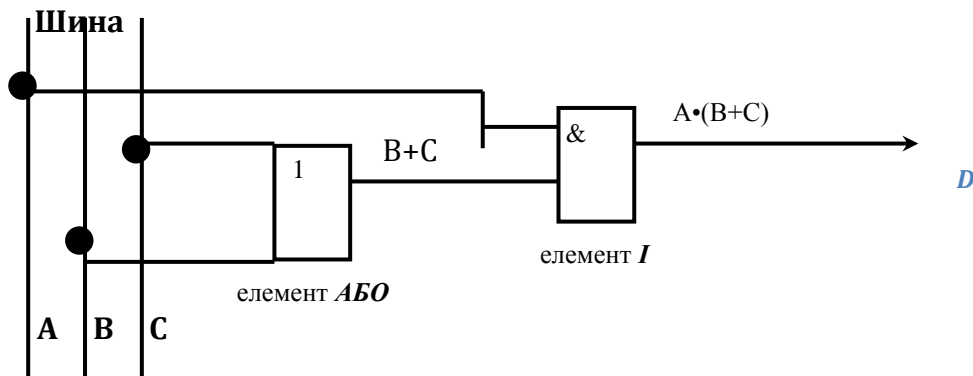 Шина
A•(B+C)
&
B+C
1
D
елемент I
елемент АБО
A B C